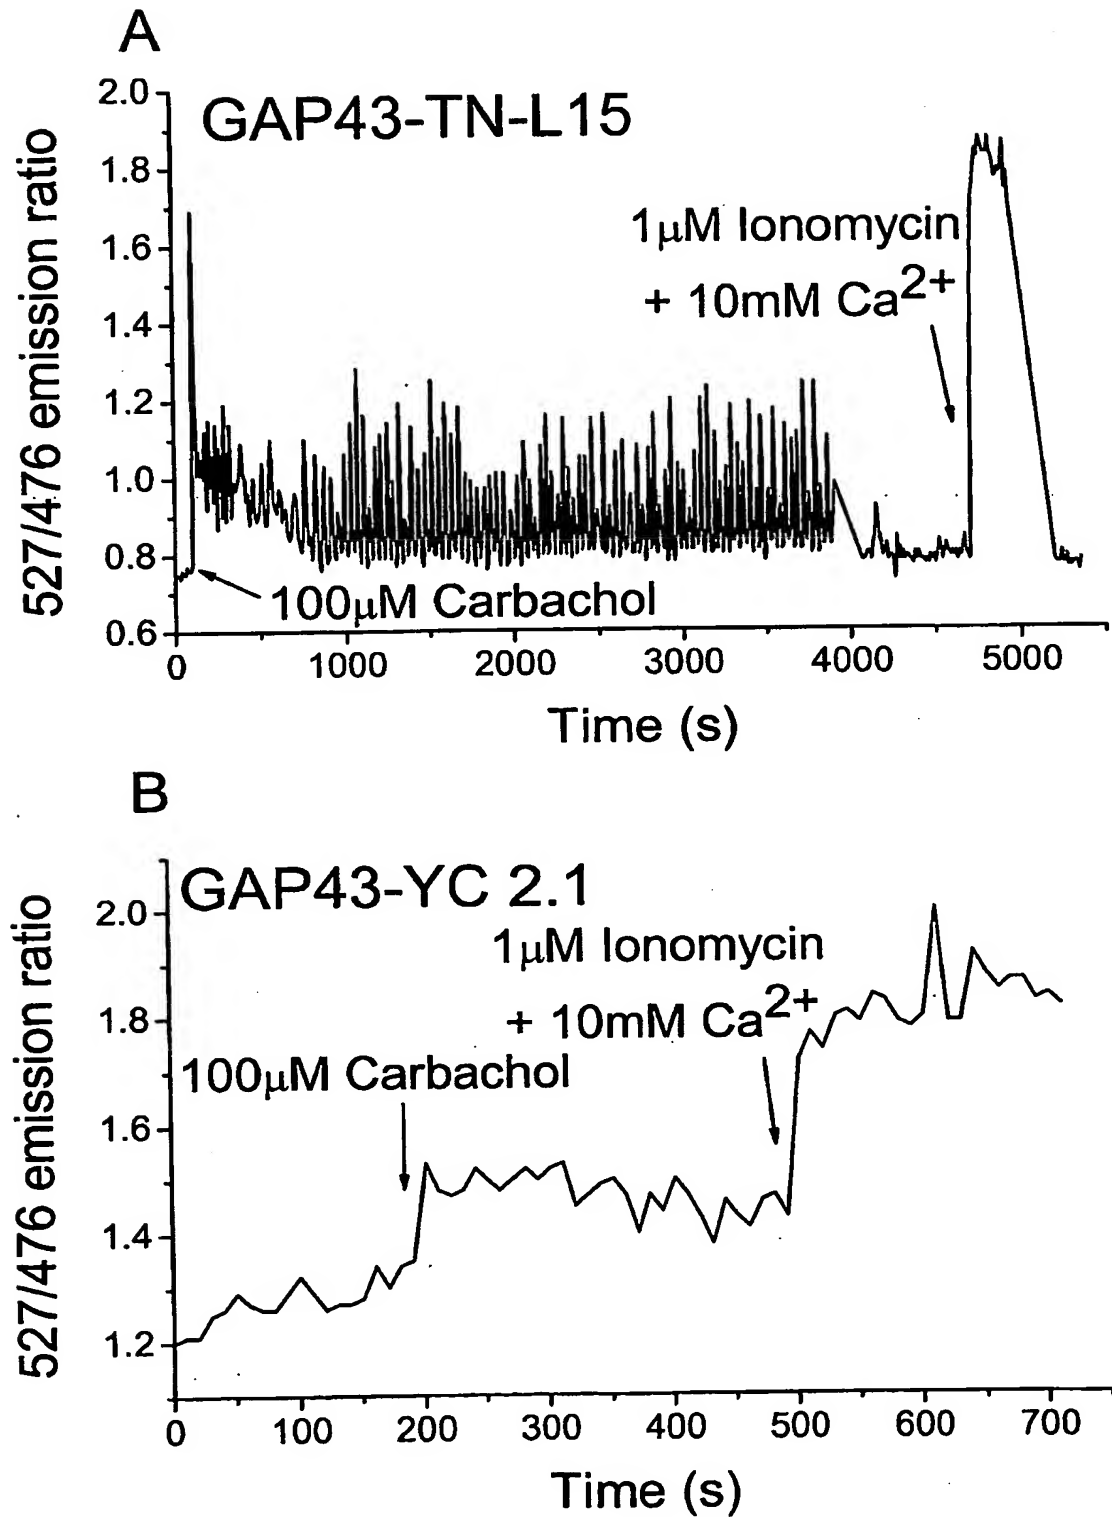 A
GAP43-TN-L15
527/476 emission ratio
2.0
1.8
1.6
1.4
1.2
1.0
0.8
0.6
1µM Ionomycin
+ 10mM Ca2+
100µM Carbachol
0 1000 2000 3000 4000 5000
Time (s)
B
GAP43-YC 2.1
527/476 emission ratio
2.0
1.8
1.6
1.4
1.2
1µM Ionomycin
+ 10mM Ca2+
100µM Carbachol
0 100 200 300 400 500 600 700
Time (s)